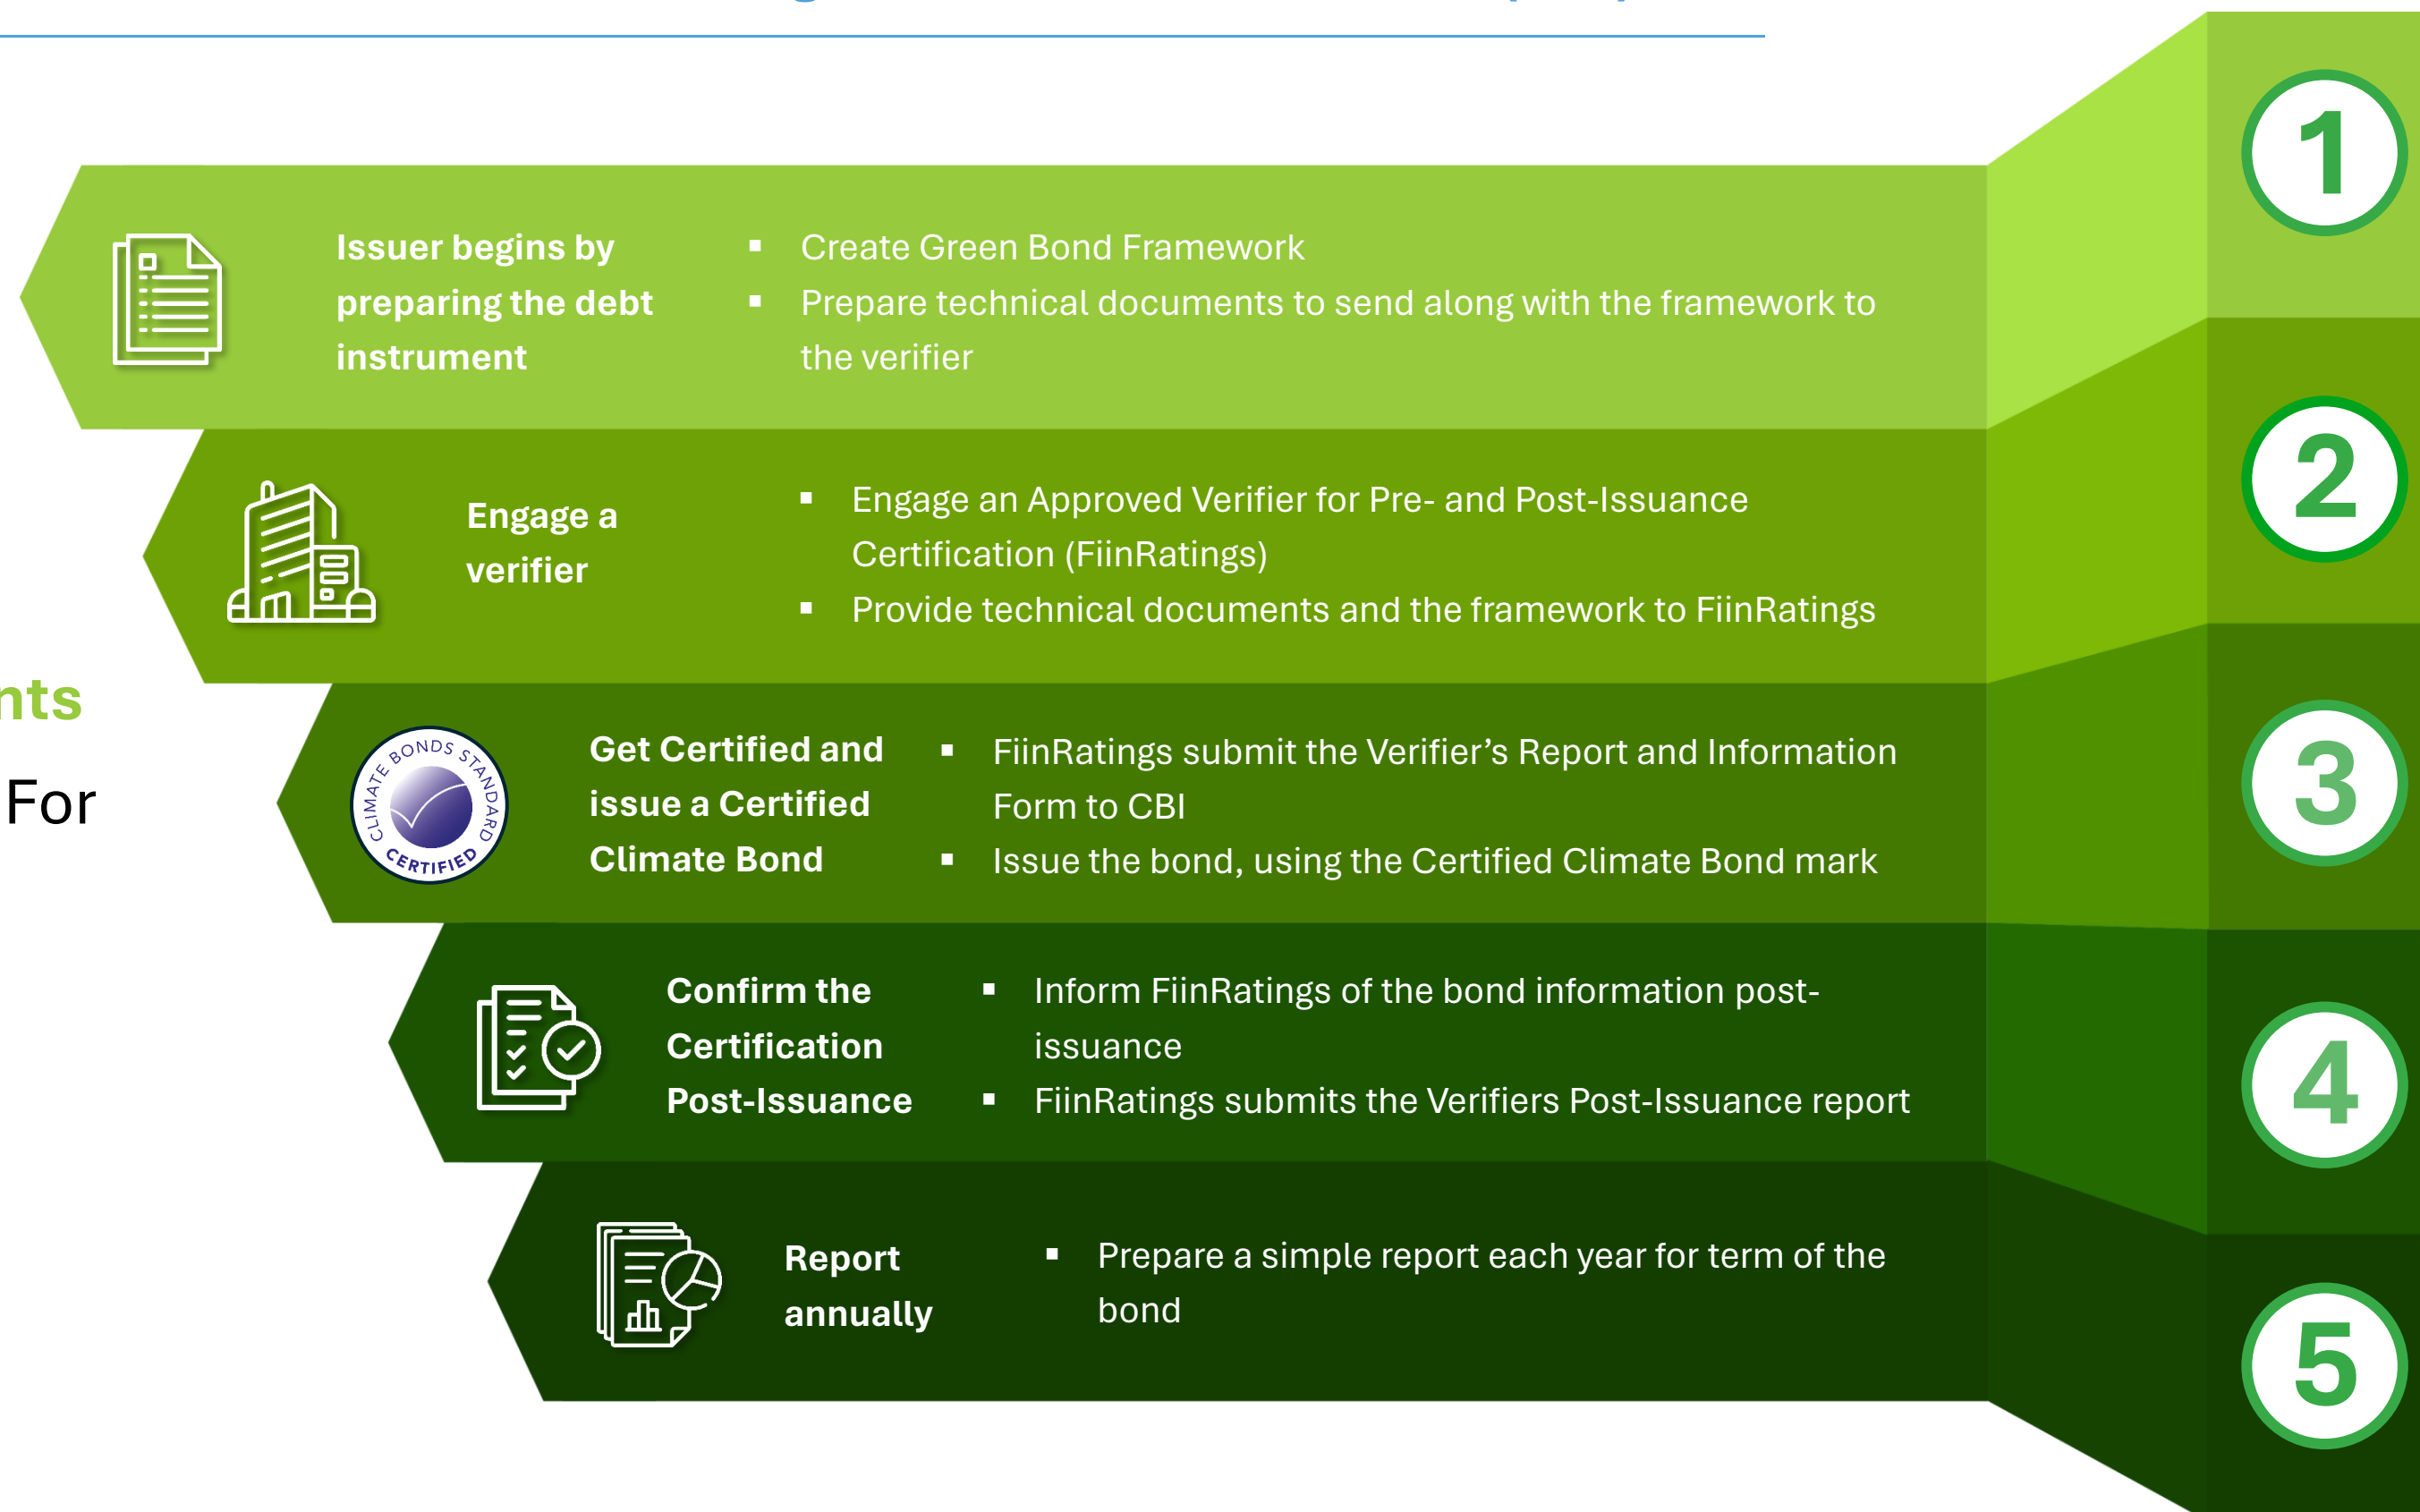 1
Issuer begins by
preparing the debt
instrument
▪ Create Green Bond Framework
▪ Prepare technical documents to send along with the framework to
the verifier
2
Engage a
verifier
▪ Engage an Approved Verifier for Pre- and Post-Issuance
Certification (FiinRatings)
▪ Provide technical documents and the framework to FiinRatings
nts
For
3
CLIMATE BONDS STANDARD
CERTIFIED
Get Certified and
issue a Certified
Climate Bond
▪ FiinRatings submit the Verifier’s Report and Information
Form to CBI
▪ Issue the bond, using the Certified Climate Bond mark
4
Confirm the
Certification
Post-Issuance
▪ Inform FiinRatings of the bond information post-
issuance
▪ FiinRatings submits the Verifiers Post-Issuance report
5
Report
annually
▪ Prepare a simple report each year for term of the
bond